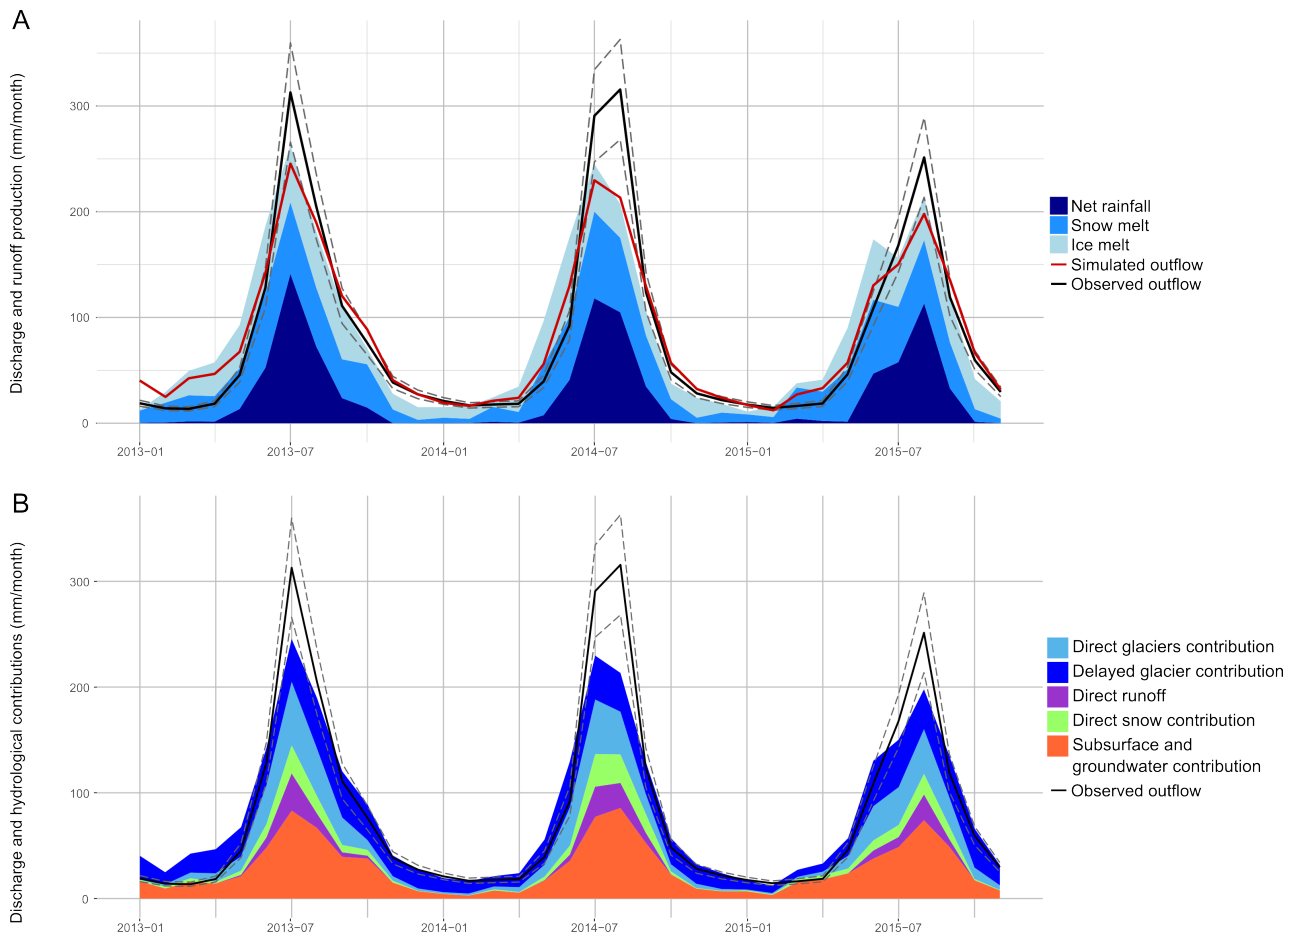 A
Discharge and runoff production (mm/month)
300
200
100
0
2013−01
2013−07
2014−01
2014−07
2015−01
2015−07
Net rainfall
Snow melt
Ice melt
Simulated outflow
Observed outflow
B
Discharge and hydrological contributions (mm/month)
300
200
100
0
2013−01
2013−07
2014−01
2014−07
2015−01
2015−07
Direct glaciers contribution
Delayed glacier contribution
Direct runoff
Direct snow contribution
Subsurface and
groundwater contribution
Observed outflow